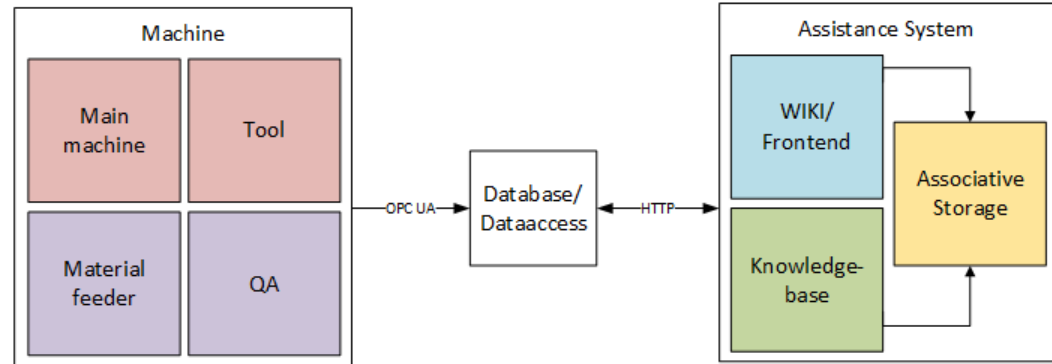 Machine
Main
machine
Tool
Material
feeder
QA
OPC UA
Database/
Dataaccess
HTTP
Assistance System
WIKI/
Frontend
Knowledge-
base
Associative
Storage